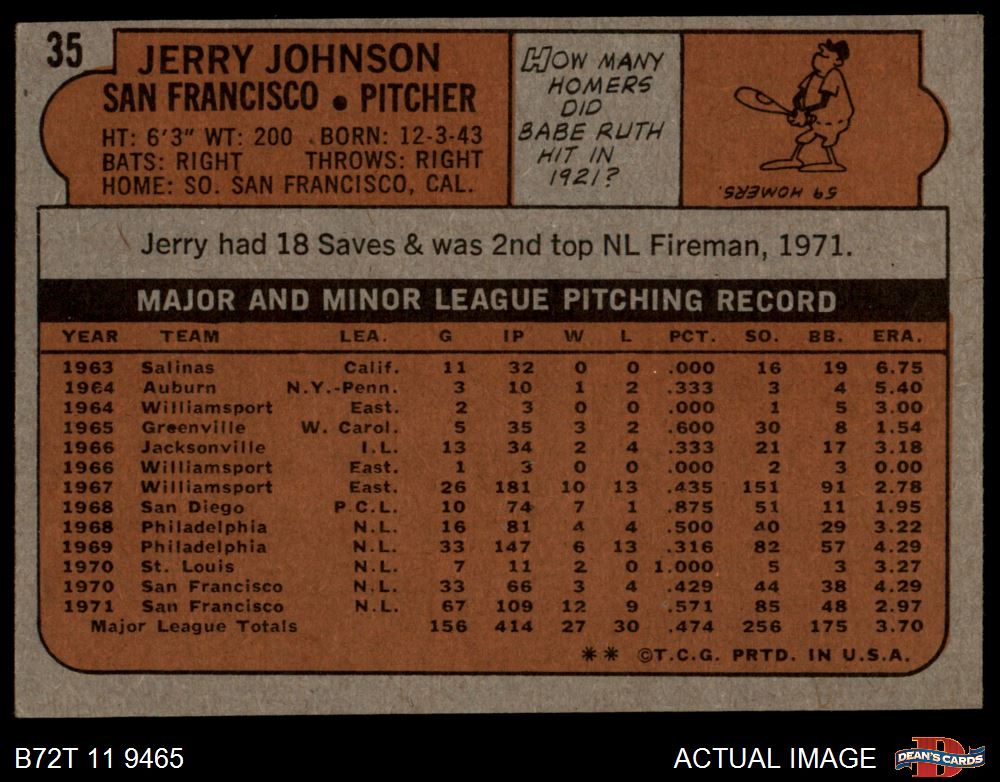 35
JERRY JOHNSON
SAN FRANCISCO • PITCHER
HT: 6'3" WT: 200 BORN: 12-3-43
BATS: RIGHT THROWS: RIGHT
HOME: SO. SAN FRANCISCO, CAL.
HOW MANY
HOMERS
DID
BABE RUTH
HIT IN
1921?
59 HOMERS.
Jerry had 18 Saves & was 2nd top NL Fireman, 1971.
MAJOR AND MINOR LEAGUE PITCHING RECORD
YEAR TEAM LEA. G IP W L PCT. SO. BB. ERA.
1963 Salinas Calif. 11 32 0 0 .000 16 19 6.75
1964 Auburn N.Y.-Penn. 3 10 1 2 .333 3 4 5.40
1964 Williamsport East. 2 3 0 0 .000 1 5 3.00
1965 Greenville W. Carol. 5 35 3 2 .600 30 8 1.54
1966 Jacksonville I.L. 13 34 2 4 .333 21 17 3.18
1966 Williamsport East. 1 3 0 0 .000 2 3 0.00
1967 Williamsport East. 26 181 10 13 .435 151 91 2.78
1968 San Diego P.C.L. 10 74 7 1 .875 51 11 1.95
1968 Philadelphia N.L. 16 81 4 4 .500 40 29 3.22
1969 Philadelphia N.L. 33 147 6 13 .316 82 57 4.29
1970 St. Louis N.L. 7 11 2 0 1.000 5 3 3.27
1970 San Francisco N.L. 33 66 3 4 .429 44 38 4.29
1971 San Francisco N.L. 67 109 12 9 .571 85 48 2.97
Major League Totals 156 414 27 30 .474 256 175 3.70
** ©T.C.G. PRTD. IN U.S.A.
B72T 11 9465
ACTUAL IMAGE
D
DEAN'S CARDS